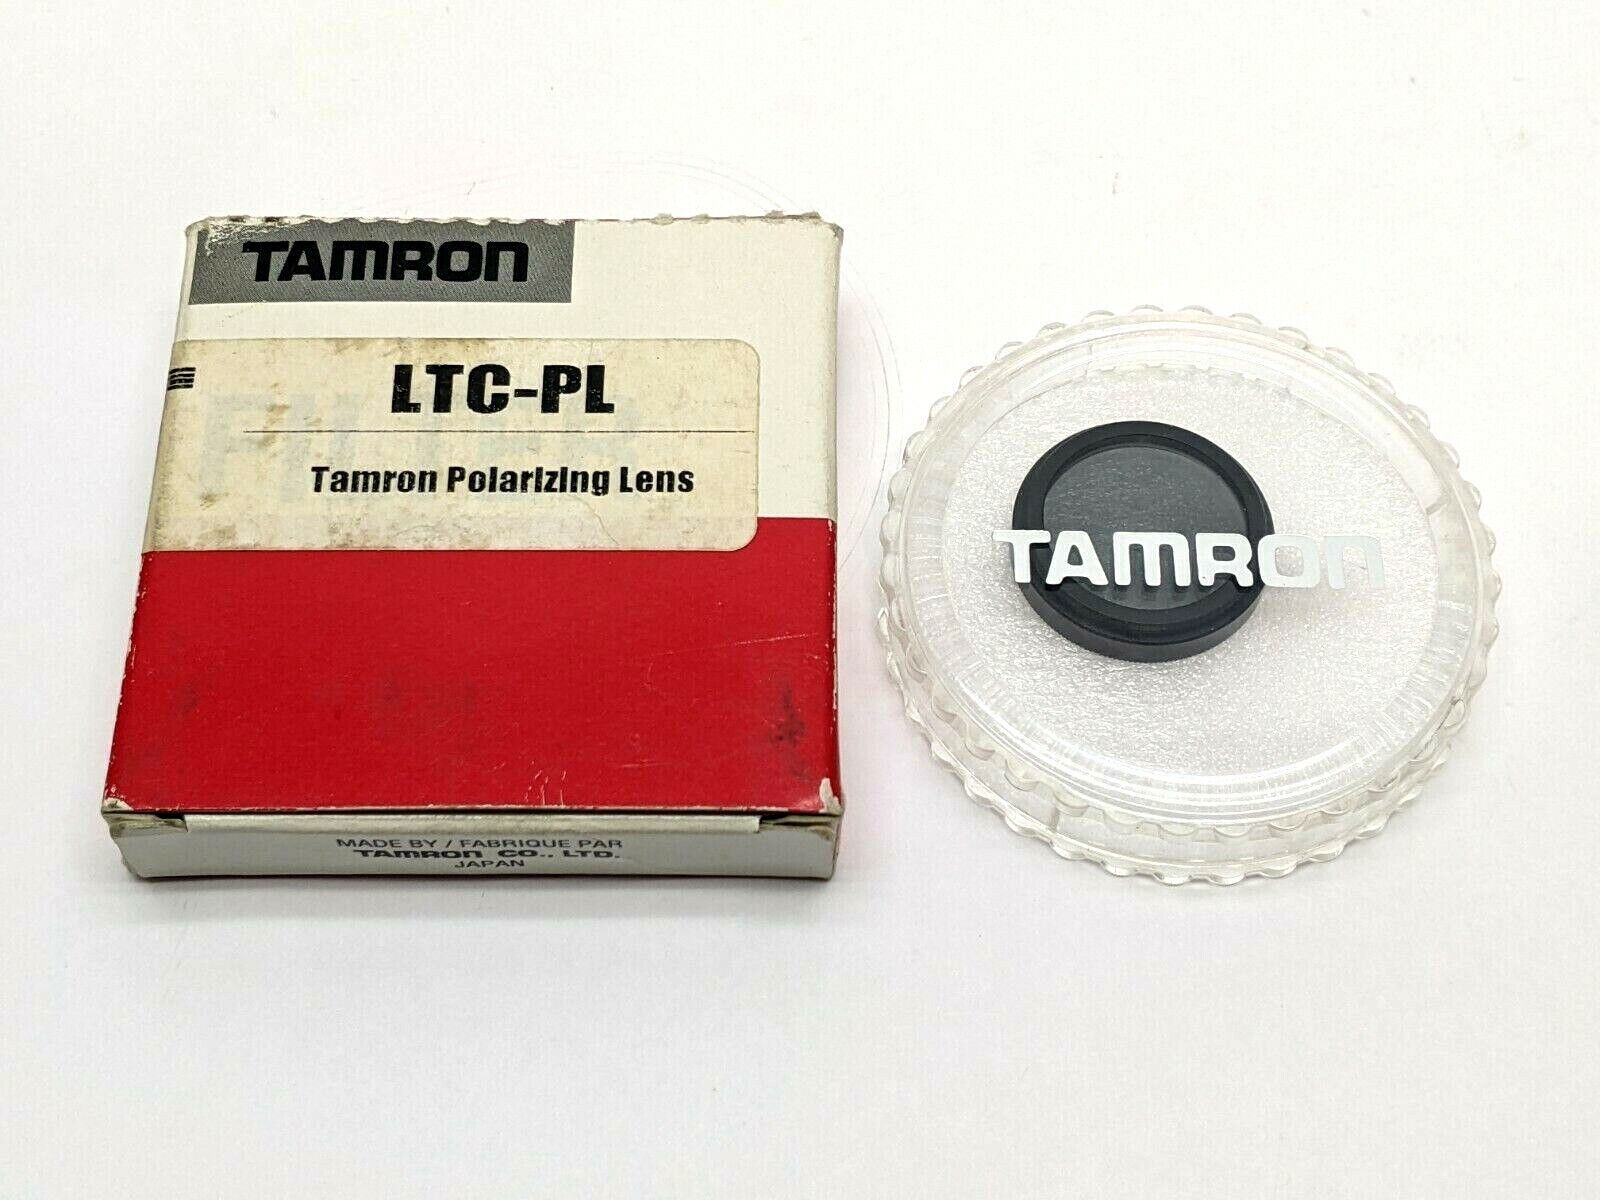 TAMRON
LTC-PL
Tamron Polarizing Lens
MADE BY / FABRIQUE PAR
TAMRON CO., LTD.
JAPAN
TAMRON